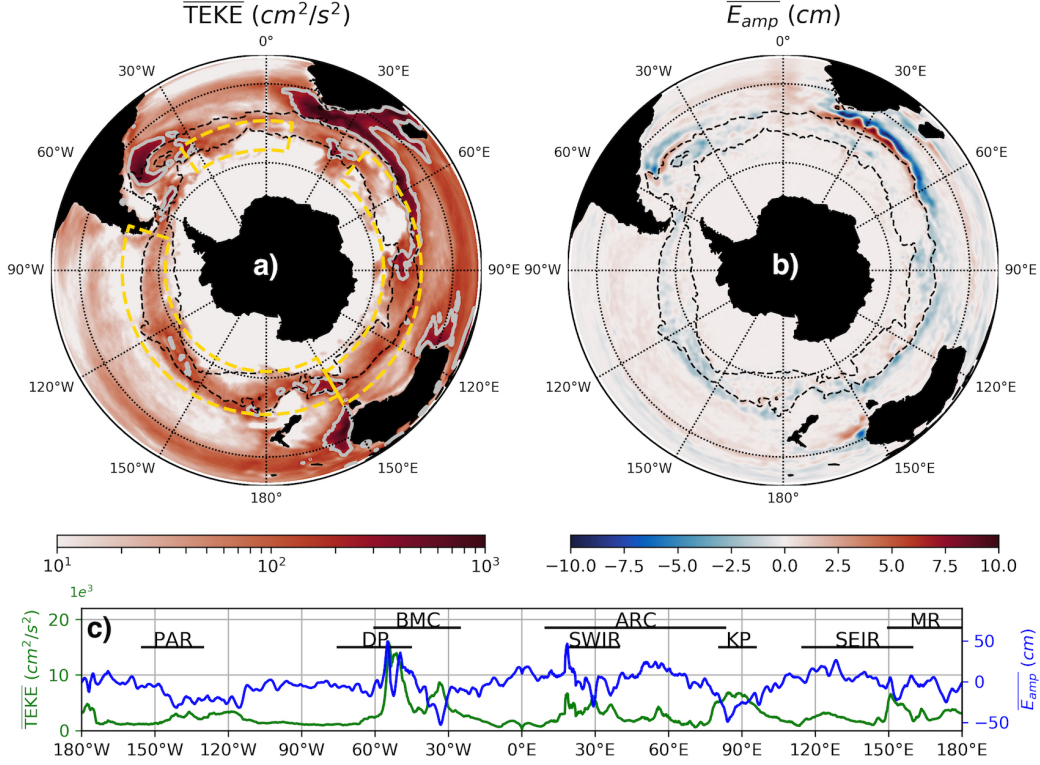 TEKE (cm²/s²)
E_amp (cm)
0°
30°E
60°E
90°E
120°E
150°E
180°
150°W
120°W
90°W
60°W
30°W
a)
0°
30°E
60°E
90°E
120°E
150°E
180°
150°W
120°W
90°W
60°W
30°W
b)
10¹ 10² 10³
−10.0 −7.5 −5.0 −2.5 0.0 2.5 5.0 7.5 10.0
1e3
c)
BMC ARC MR
PAR DP SWIR KP SEIR
TEKE (cm²/s²)
20
10
0
E_amp (cm)
50
0
−50
180°W 150°W 120°W 90°W 60°W 30°W 0°E 30°E 60°E 90°E 120°E 150°E 180°E